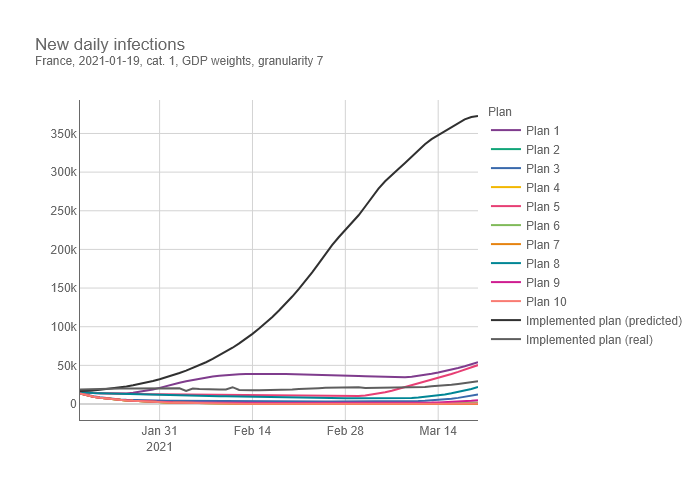 New daily infections
France, 2021-01-19, cat. 1, GDP weights, granularity 7
Plan
350k
300k
250k
200k
150k
100k
50k
0
Jan 31
2021
Feb 14
Feb 28
Mar 14
Plan 1
Plan 2
Plan 3
Plan 4
Plan 5
Plan 6
Plan 7
Plan 8
Plan 9
Plan 10
Implemented plan (predicted)
Implemented plan (real)